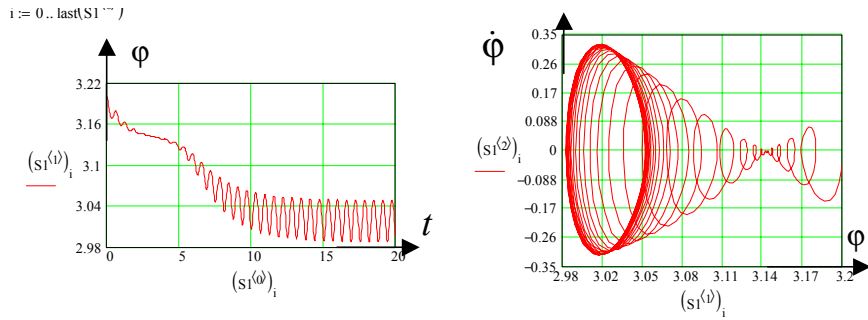 i := 0 .. last(S1
φ
3.22
3.16
3.1
3.04
2.98
(S1⟨1⟩)i
0 5 10 15 20
t
(S1⟨0⟩)i
φ̇
0.35
0.26
0.17
0.088
0
−0.088
−0.17
−0.26
−0.35
(S1⟨2⟩)i
2.98 3.02 3.05 3.08 3.11 3.14 3.17 3.2
φ
(S1⟨1⟩)i